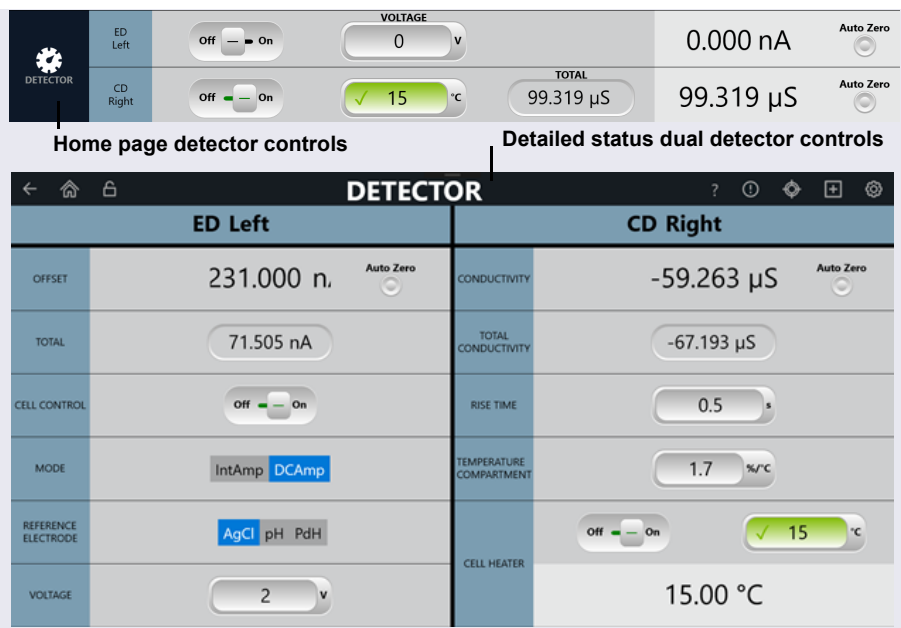 ED
Left
Off
On
VOLTAGE
0
V
0.000 nA
Auto Zero
DETECTOR
CD
Right
Off
On
✓ 15
°C
TOTAL
99.319 µS
99.319 µS
Auto Zero
Home page detector controls
Detailed status dual detector controls
DETECTOR
?
ED Left
CD Right
OFFSET
231.000 n
Auto Zero
CONDUCTIVITY
-59.263 µS
Auto Zero
TOTAL
71.505 nA
TOTAL
CONDUCTIVITY
-67.193 µS
CELL CONTROL
Off
On
RISE TIME
0.5
s
MODE
IntAmp DCAmp
TEMPERATURE
COMPARTMENT
1.7
%/°C
REFERENCE
ELECTRODE
AgCl pH PdH
CELL HEATER
Off
On
✓ 15
°C
VOLTAGE
2
V
15.00 °C